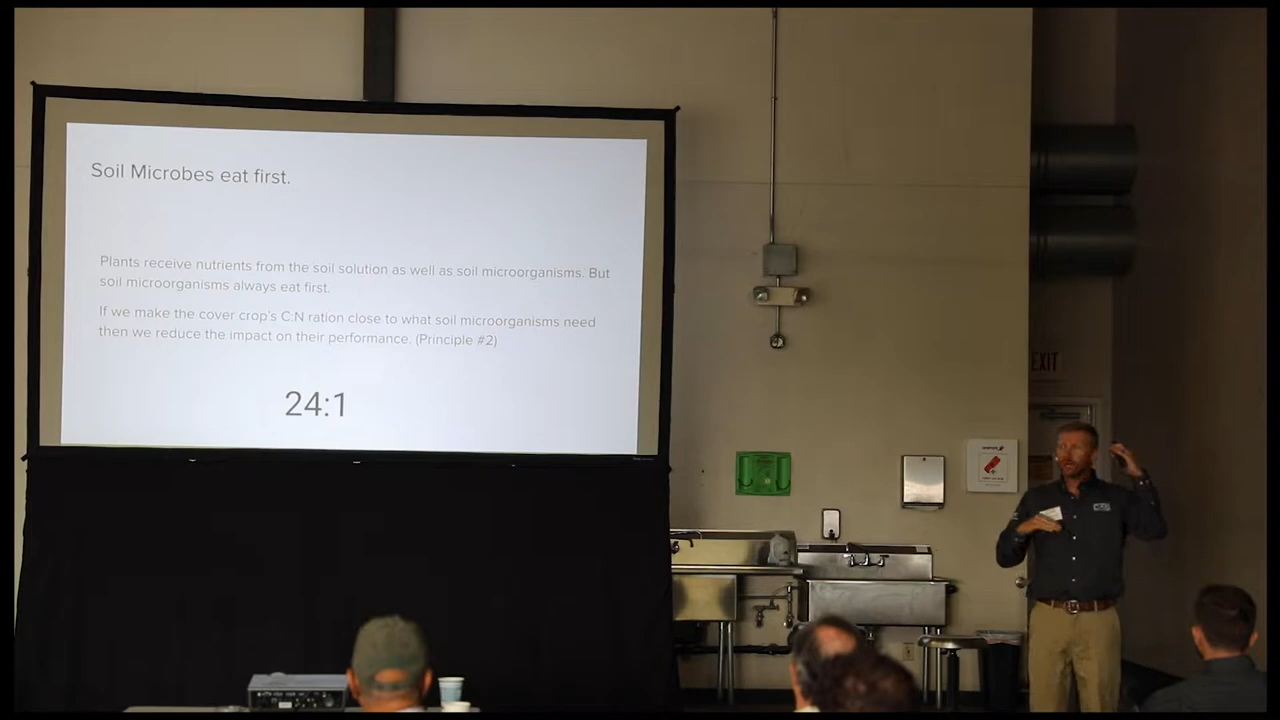 Soil Microbes eat first.
Plants receive nutrients from the soil solution as well as soil microorganisms. But
soil microorganisms always eat first.
If we make the cover crop's C:N ration close to what soil microorganisms need
then we reduce the impact on their performance. (Principle #2)
24:1
EXIT